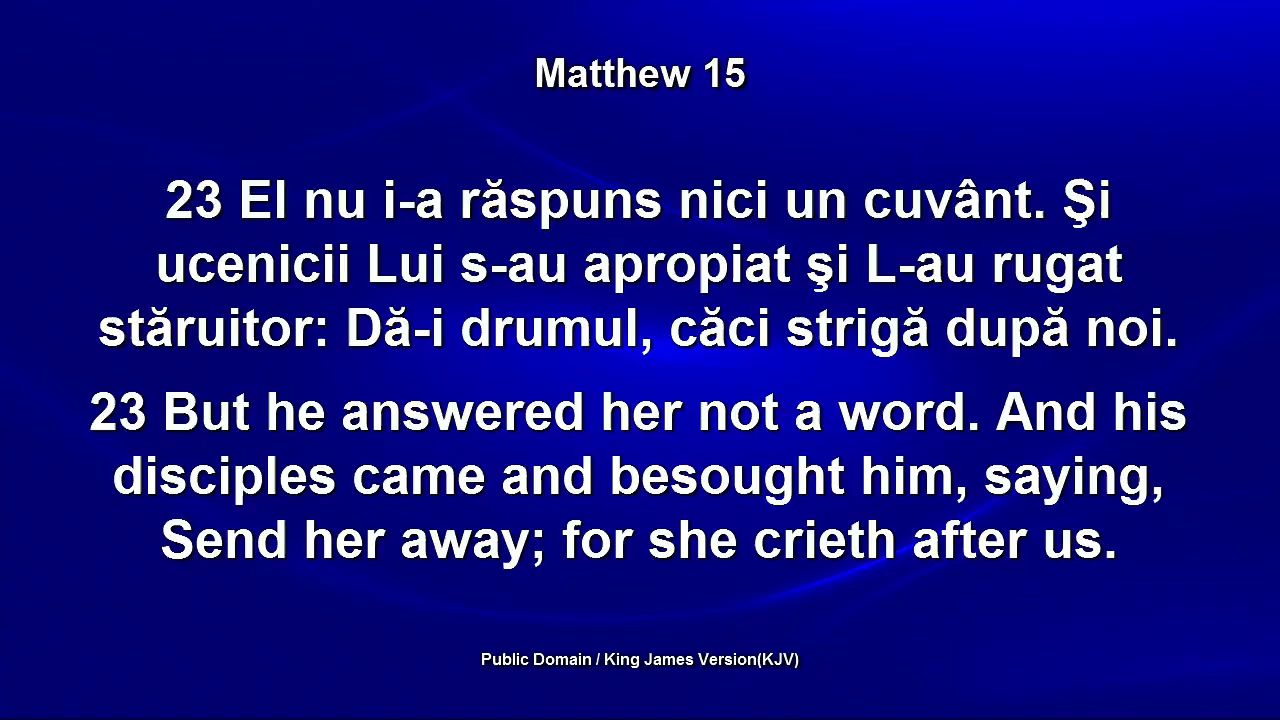 Matthew 15
23 El nu i-a răspuns nici un cuvânt. Şi
ucenicii Lui s-au apropiat şi L-au rugat
stăruitor: Dă-i drumul, căci strigă după noi.
23 But he answered her not a word. And his
disciples came and besought him, saying,
Send her away; for she crieth after us.
Public Domain / King James Version(KJV)